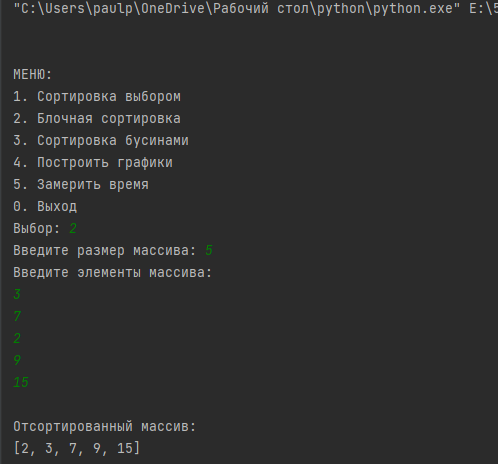 "C:\Users\paulp\OneDrive\Рабочий стол\python\python.exe" E:\5
МЕНЮ:
1. Сортировка выбором
2. Блочная сортировка
3. Сортировка бусинами
4. Построить графики
5. Замерить время
0. Выход
Выбор: 2
Введите размер массива: 5
Введите элементы массива:
3
7
2
9
15
Отсортированный массив:
[2, 3, 7, 9, 15]